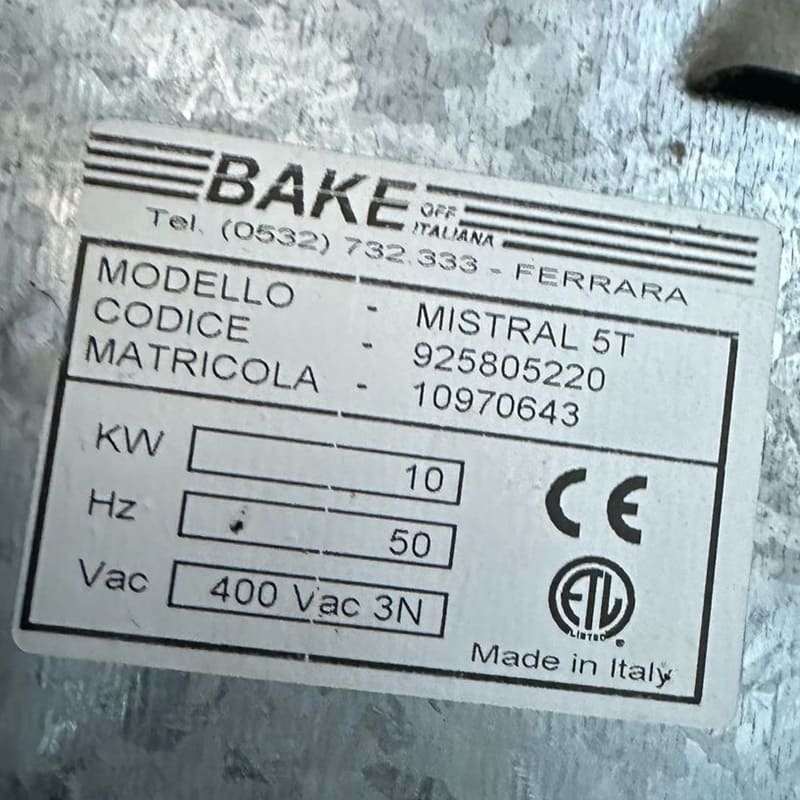 BAKE OFF ITALIANA
Tel. (0532) 732.333 - FERRARA
MODELLO - MISTRAL 5T
CODICE - 925805220
MATRICOLA - 10970643
KW 10
Hz 50
Vac 400 Vac 3N
CE
ETL
LISTED
Made in Italy